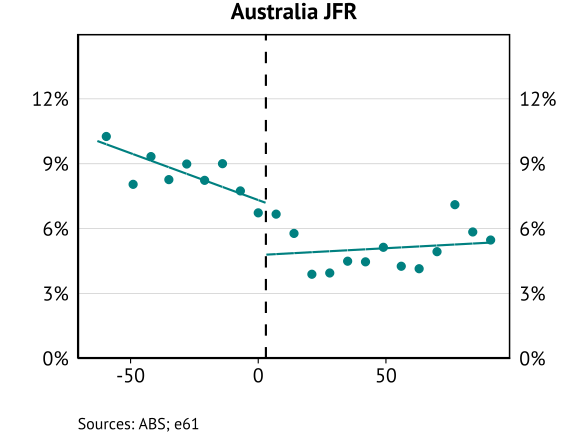 Australia JFR
12% 12%
9% 9%
6% 6%
3% 3%
0% 0%
-50 0 50
Sources: ABS; e61